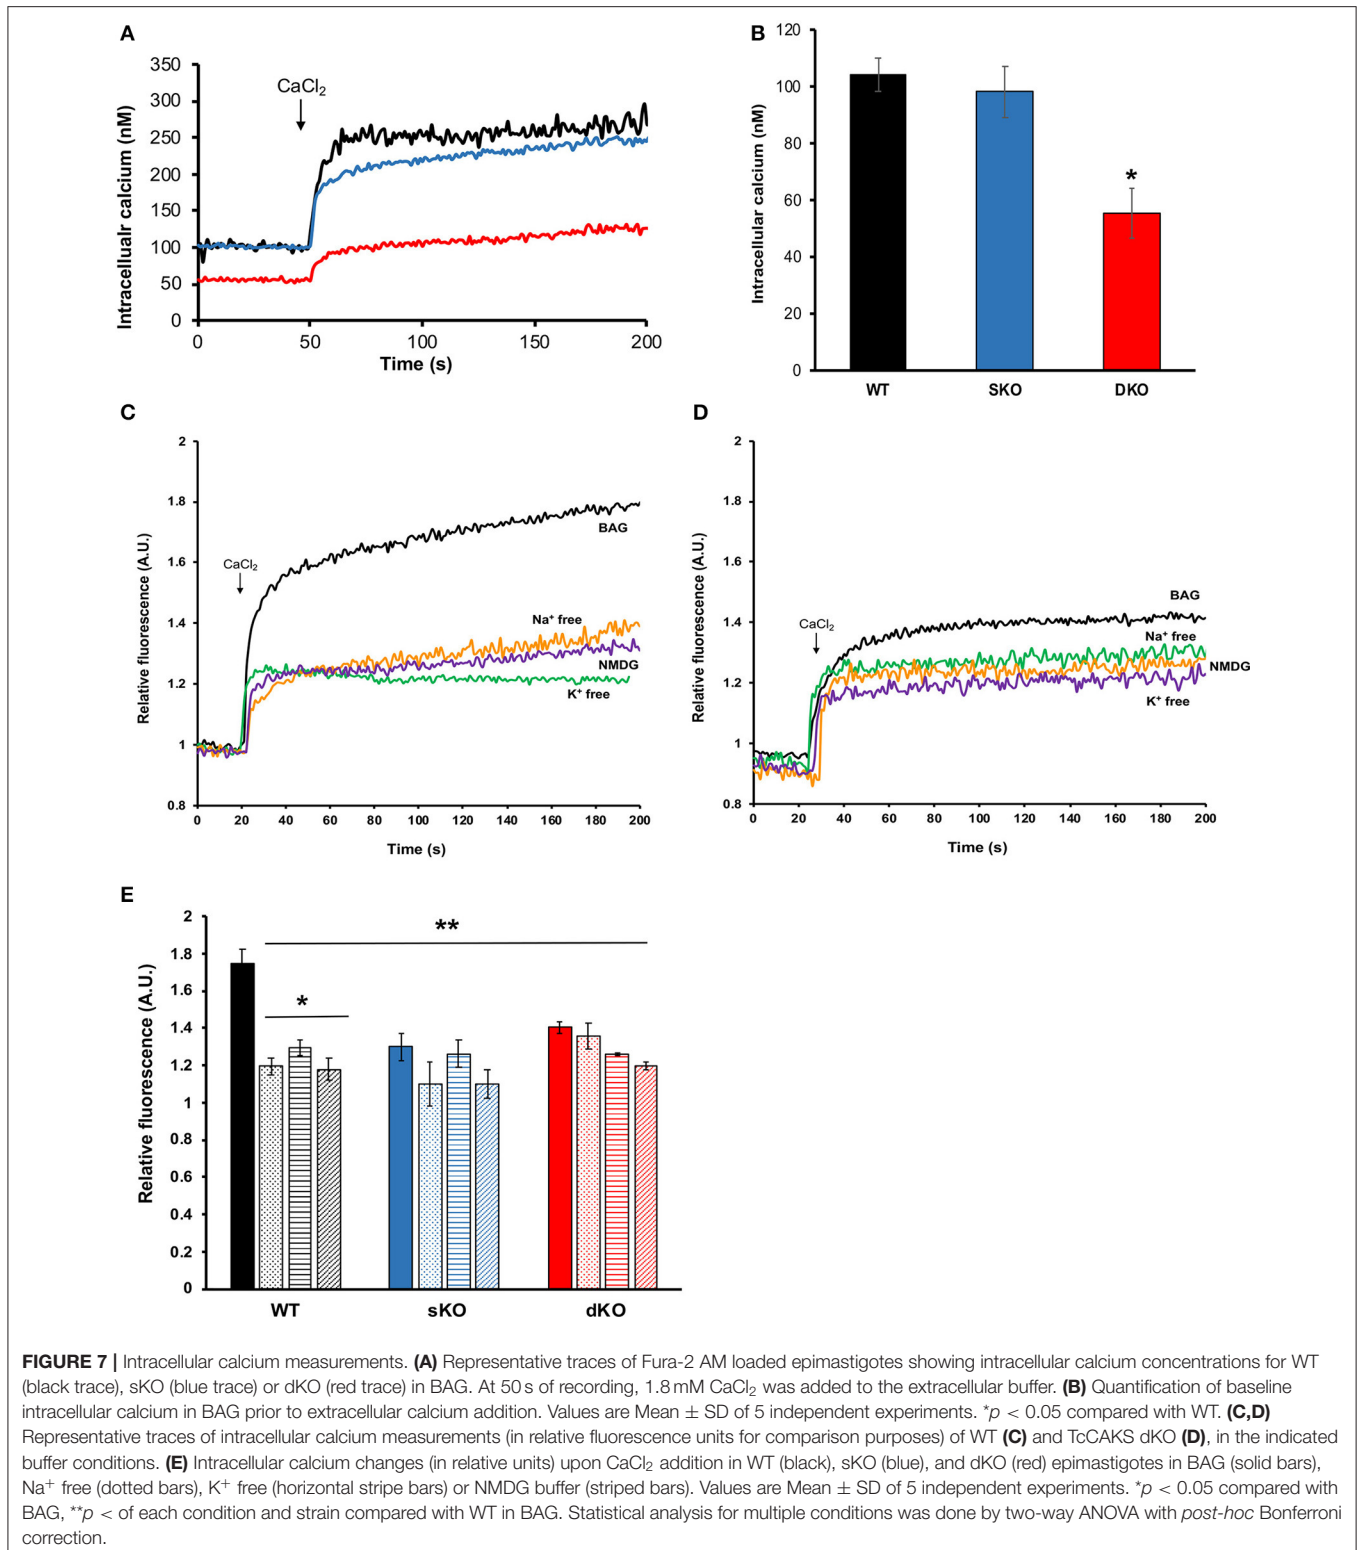 A
CaCl2
Intracellualr calcium (nM)
350
300
250
200
150
100
50
0
0 50 100 150 200
Time (s)
B
Intracellular calcium (nM)
120
100
80
60
40
20
0
*
WT SKO DKO
C
Relative fluorescence (A.U.)
2
1.8
1.6
1.4
1.2
1
0.8
CaCl2
BAG
Na+ free
NMDG
K+ free
0 20 40 60 80 100 120 140 160 180 200
Time (s)
D
Relative fluorescence (A.U.)
2
1.8
1.6
1.4
1.2
1
0.8
CaCl2
BAG
Na+ free
NMDG
K+ free
0 20 40 60 80 100 120 140 160 180 200
Time (s)
E
Relative fluorescence (A.U.)
2
1.8
1.6
1.4
1.2
1
0.8
0.6
0.4
0.2
0
**
*
WT sKO dKO
FIGURE 7 | Intracellular calcium measurements. (A) Representative traces of Fura-2 AM loaded epimastigotes showing intracellular calcium concentrations for WT
(black trace), sKO (blue trace) or dKO (red trace) in BAG. At 50 s of recording, 1.8 mM CaCl2 was added to the extracellular buffer. (B) Quantification of baseline
intracellular calcium in BAG prior to extracellular calcium addition. Values are Mean ± SD of 5 independent experiments. *p < 0.05 compared with WT. (C,D)
Representative traces of intracellular calcium measurements (in relative fluorescence units for comparison purposes) of WT (C) and TcCAKS dKO (D), in the indicated
buffer conditions. (E) Intracellular calcium changes (in relative units) upon CaCl2 addition in WT (black), sKO (blue), and dKO (red) epimastigotes in BAG (solid bars),
Na+ free (dotted bars), K+ free (horizontal stripe bars) or NMDG buffer (striped bars). Values are Mean ± SD of 5 independent experiments. *p < 0.05 compared with
BAG, **p < of each condition and strain compared with WT in BAG. Statistical analysis for multiple conditions was done by two-way ANOVA with post-hoc Bonferroni
correction.